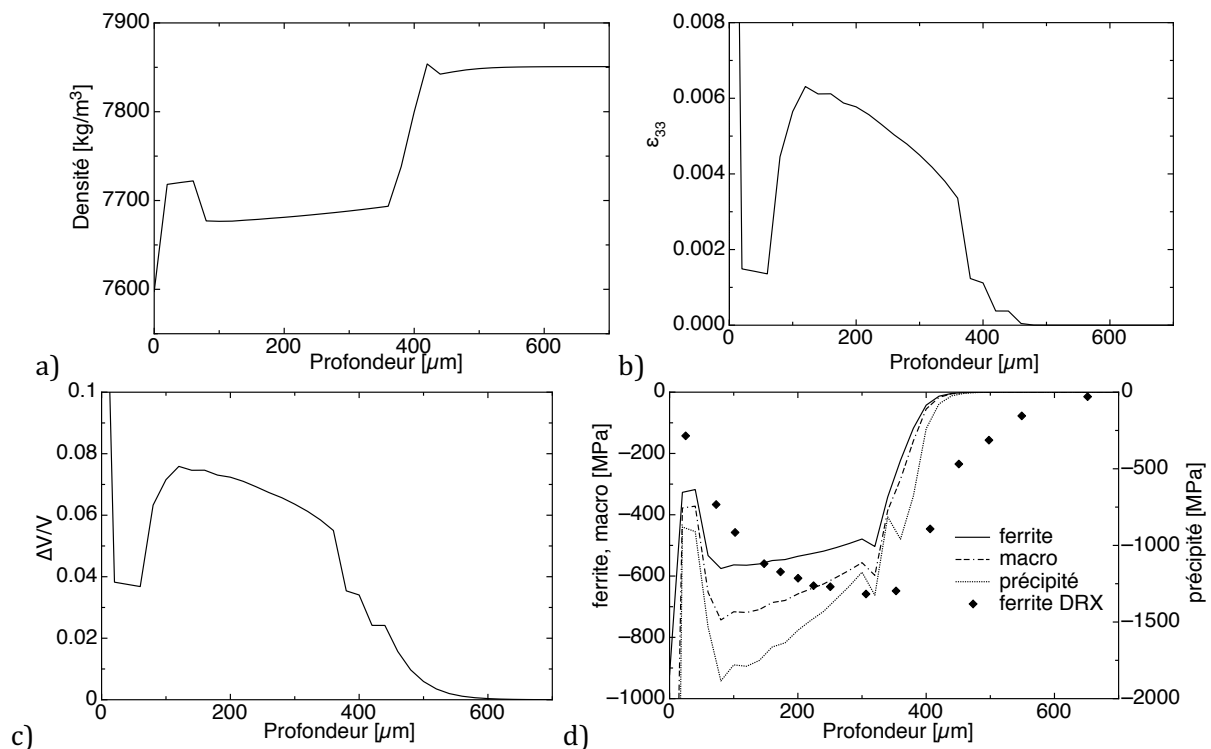 7900
7800
7700
7600
Densité [kg/m³]
0 200 400 600
Profondeur [µm]
a)
0.008
0.006
0.004
0.002
0.000
ε33
0 200 400 600
Profondeur [µm]
b)
0.1
0.08
0.06
0.04
0.02
0
ΔV/V
0 200 400 600
Profondeur [µm]
c)
0
−200
−400
−600
−800
−1000
ferrite, macro [MPa]
0
−500
−1000
−1500
−2000
précipité [MPa]
ferrite
macro
précipité
ferrite DRX
0 200 400 600
Profondeur [µm]
d)